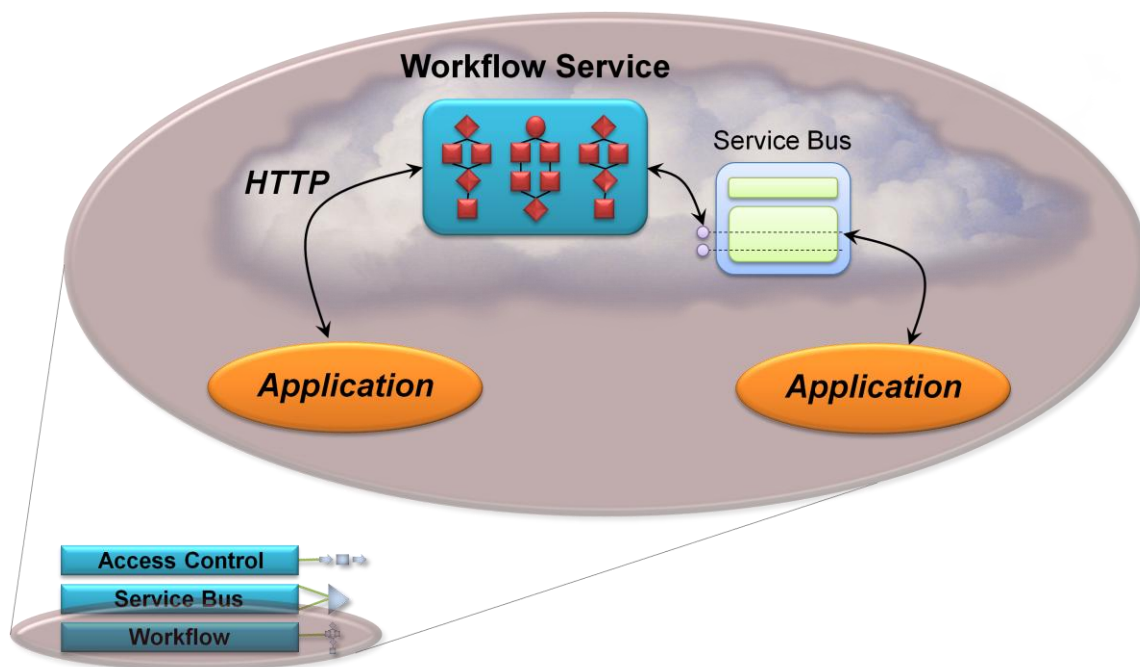 Workflow Service
Service Bus
HTTP
Application
Application
Access Control
Service Bus
Workflow